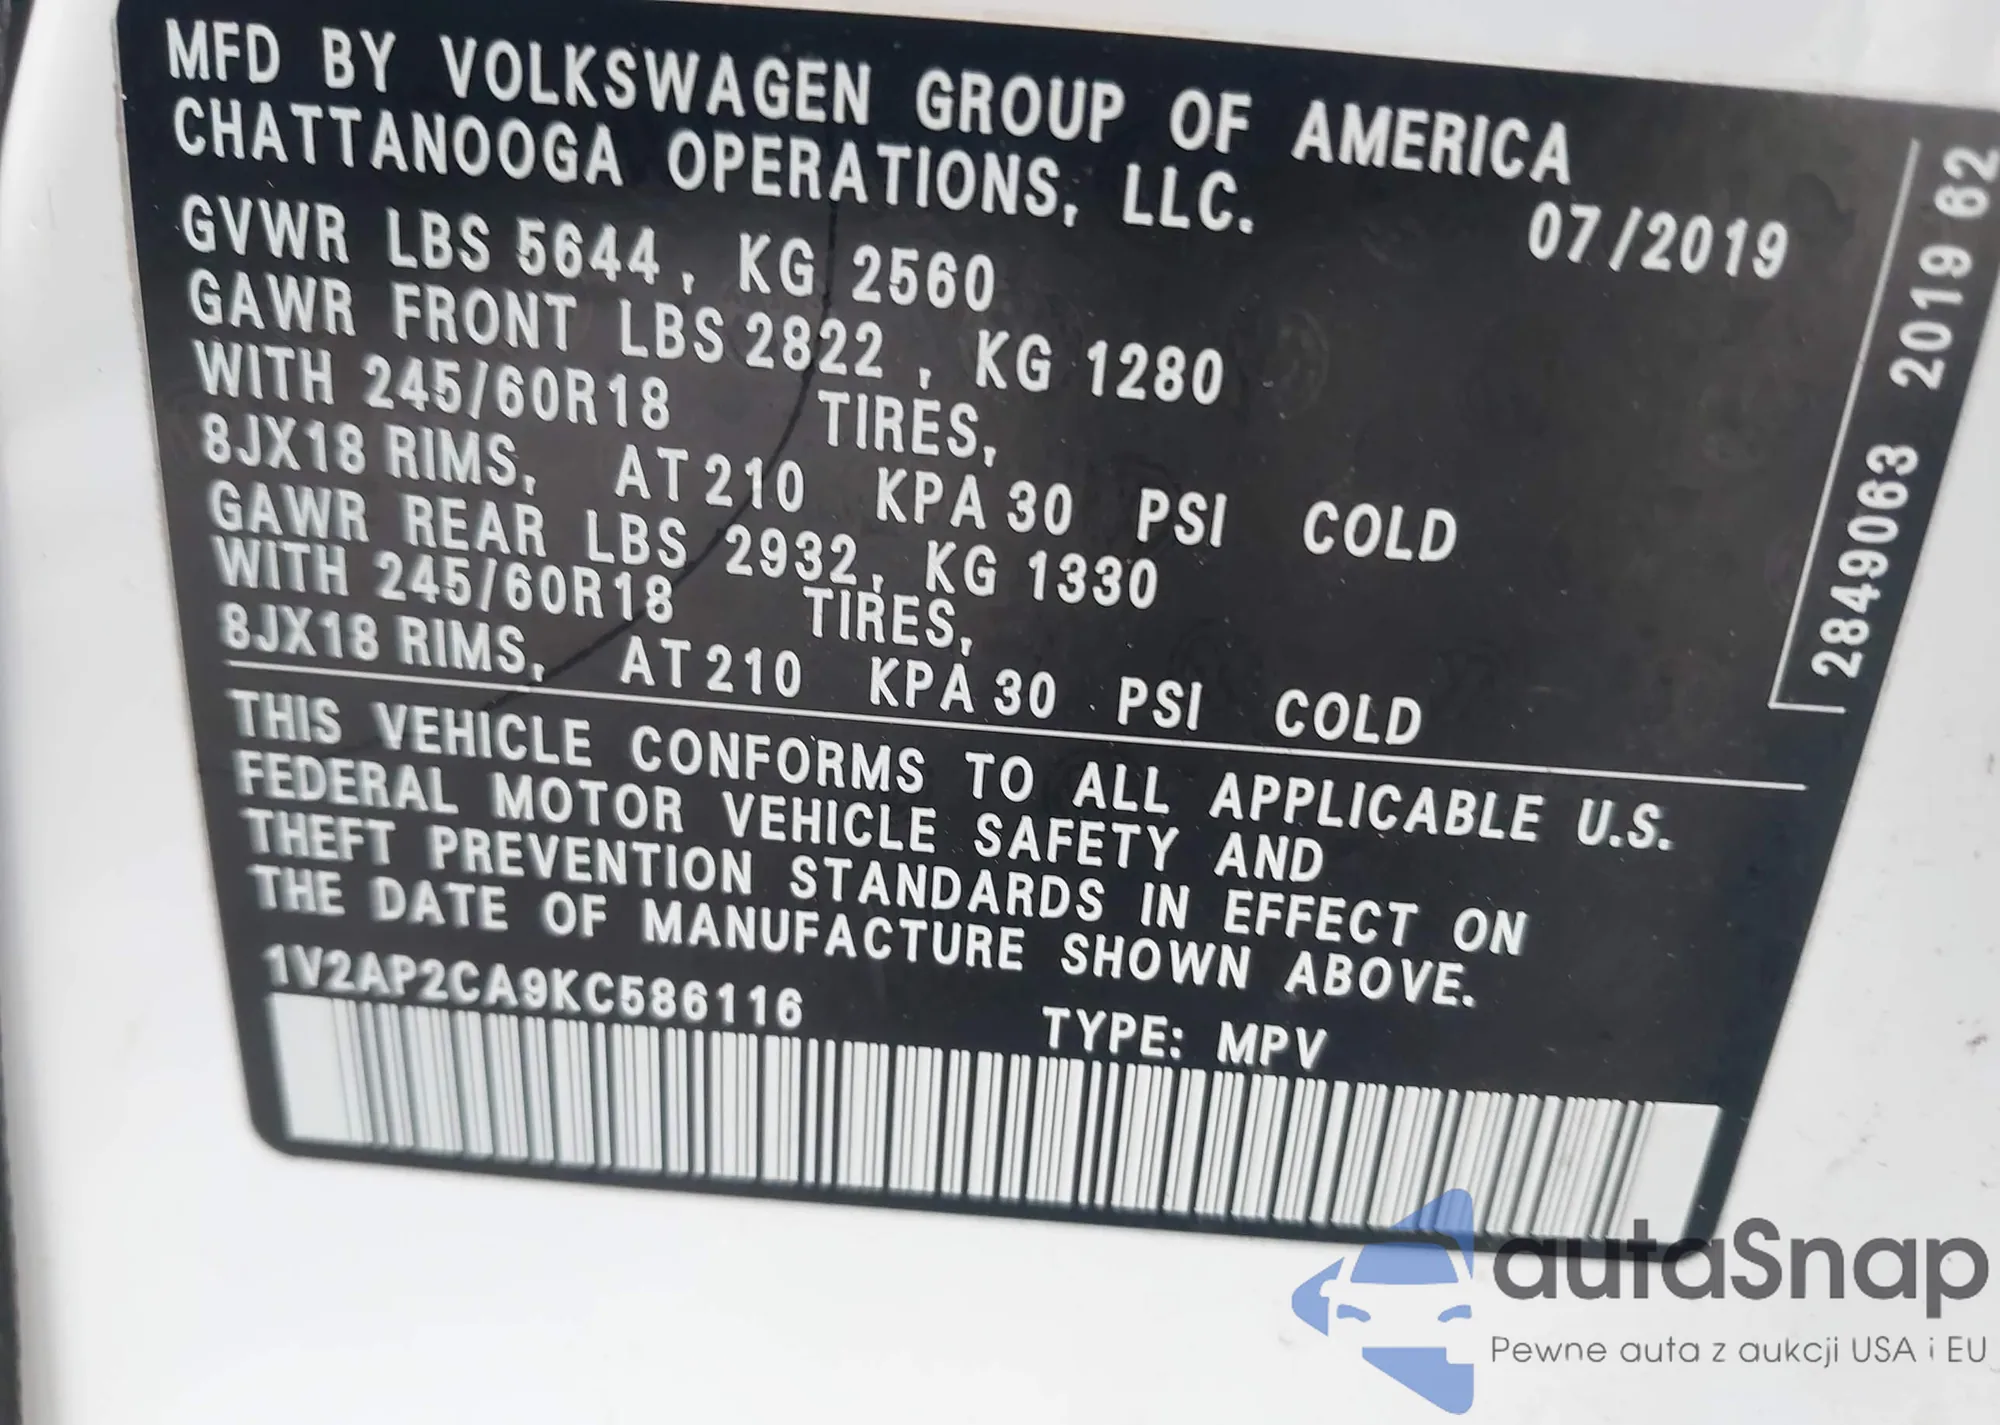 MFD BY VOLKSWAGEN GROUP OF AMERICA
CHATTANOOGA OPERATIONS, LLC.
07/2019
GVWR LBS 5644, KG 2560
GAWR FRONT LBS 2822, KG 1280
WITH 245/60R18 TIRES,
8JX18 RIMS, AT 210 KPA 30 PSI COLD
GAWR REAR LBS 2932, KG 1330
WITH 245/60R18 TIRES,
8JX18 RIMS, AT 210 KPA 30 PSI COLD
THIS VEHICLE CONFORMS TO ALL APPLICABLE U.S.
FEDERAL MOTOR VEHICLE SAFETY AND
THEFT PREVENTION STANDARDS IN EFFECT ON
THE DATE OF MANUFACTURE SHOWN ABOVE.
1V2AP2CA9KC586116
TYPE: MPV
2849063 2019 62
autaSnap
Pewne auta z aukcji USA i EU